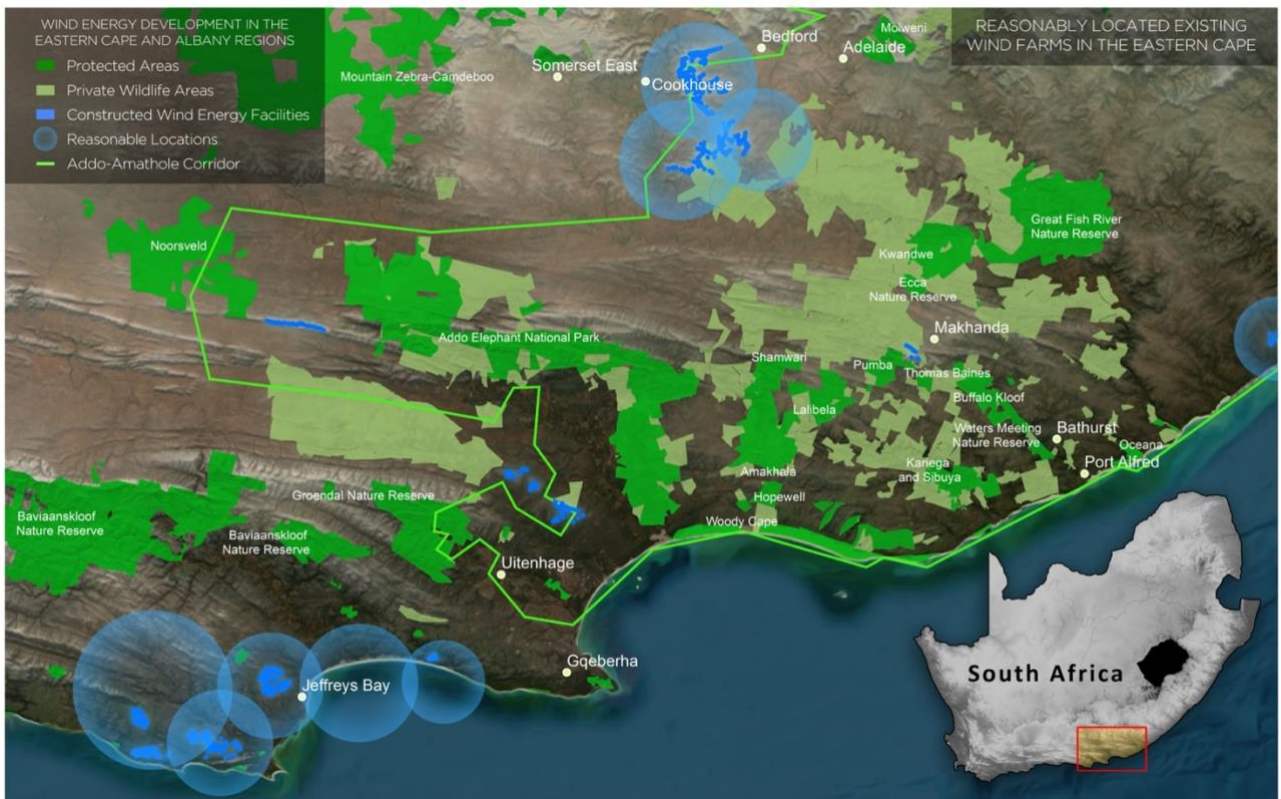 WIND ENERGY DEVELOPMENT IN THE
EASTERN CAPE AND ALBANY REGIONS
Protected Areas
Private Wildlife Areas
Constructed Wind Energy Facilities
Reasonable Locations
Addo-Amathole Corridor
REASONABLY LOCATED EXISTING
WIND FARMS IN THE EASTERN CAPE
Molweni
Bedford
Adelaide
Somerset East
Mountain Zebra-Camdeboo
Cookhouse
Noorsveld
Great Fish River
Nature Reserve
Kwandwe
Ecca
Nature Reserve
Makhanda
Addo Elephant National Park
Shamwari
Pumba
Thomas Baines
Buffalo Kloof
Lalibela
Waters Meeting
Nature Reserve
Bathurst
Oceana
Port Alfred
Kariega
and Sibuya
Amakhala
Hopewell
Woody Cape
Groendal Nature Reserve
Baviaanskloof
Nature Reserve
Baviaanskloof
Nature Reserve
Uitenhage
Gqeberha
Jeffreys Bay
South Africa